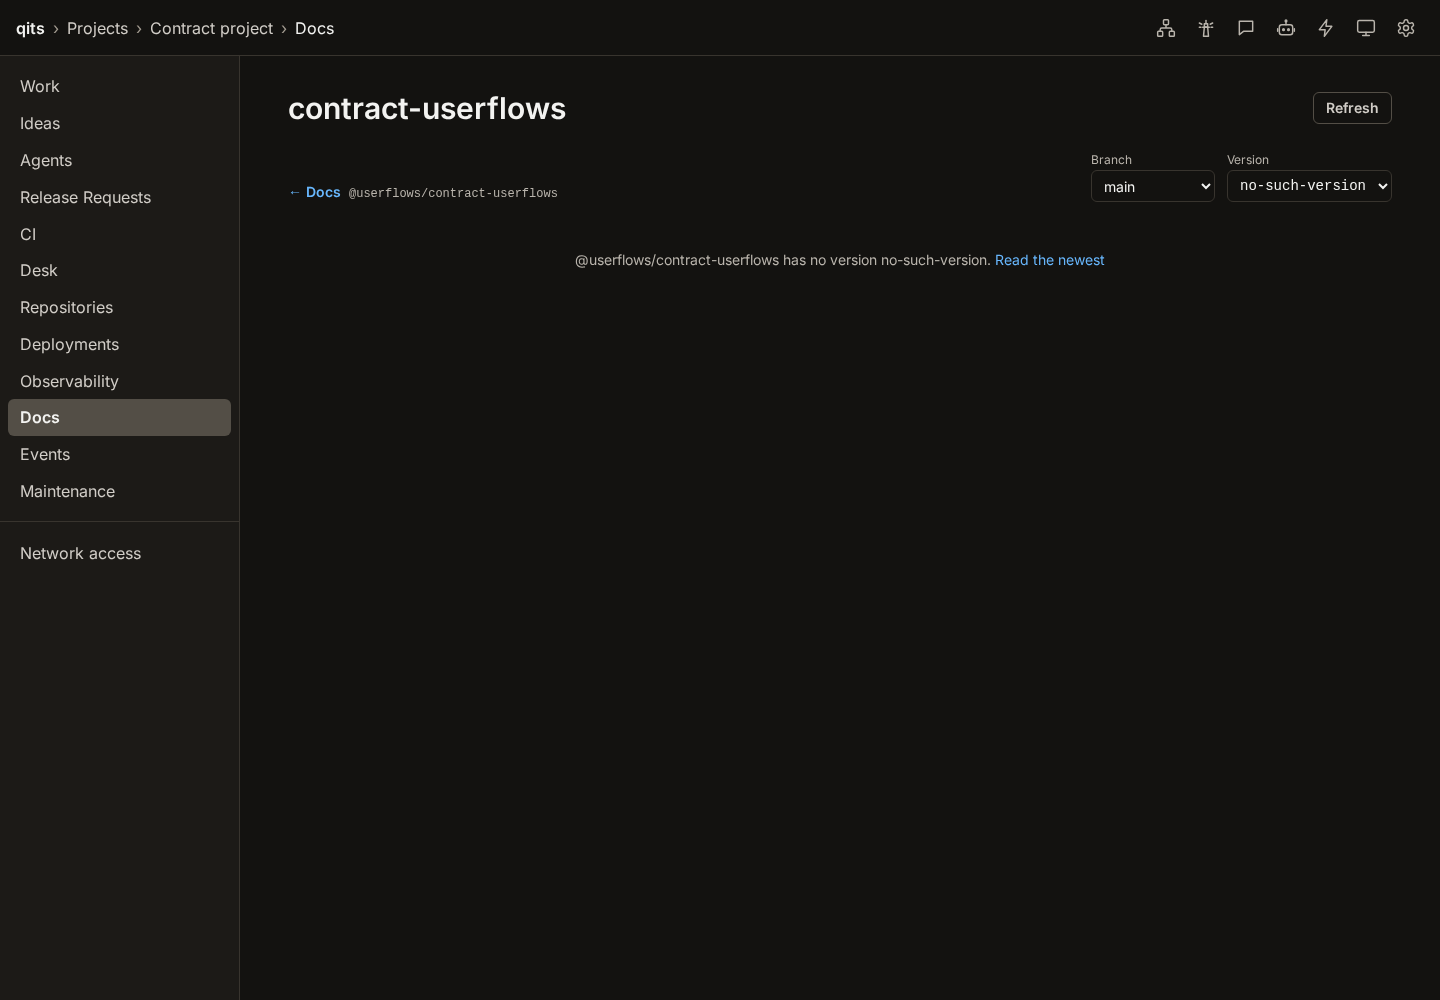 qits › Projects › Contract project › Docs
Work
Ideas
Agents
Release Requests
CI
Desk
Repositories
Deployments
Observability
Docs
Events
Maintenance
Network access
contract-userflows
Refresh
← Docs @userflows/contract-userflows
Branch
main
Version
no-such-version
@userflows/contract-userflows has no version no-such-version. Read the newest